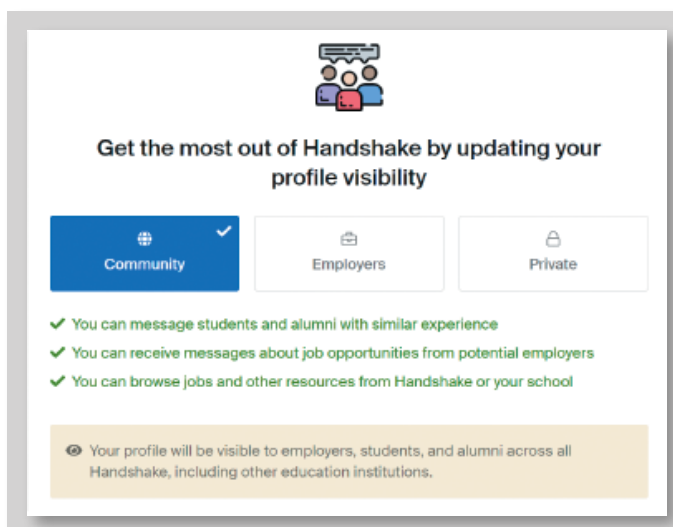 Get the most out of Handshake by updating your
profile visibility
Community
Employers
Private
You can message students and alumni with similar experience
You can receive messages about job opportunities from potential employers
You can browse jobs and other resources from Handshake or your school
Your profile will be visible to employers, students, and alumni across all
Handshake, including other education institutions.